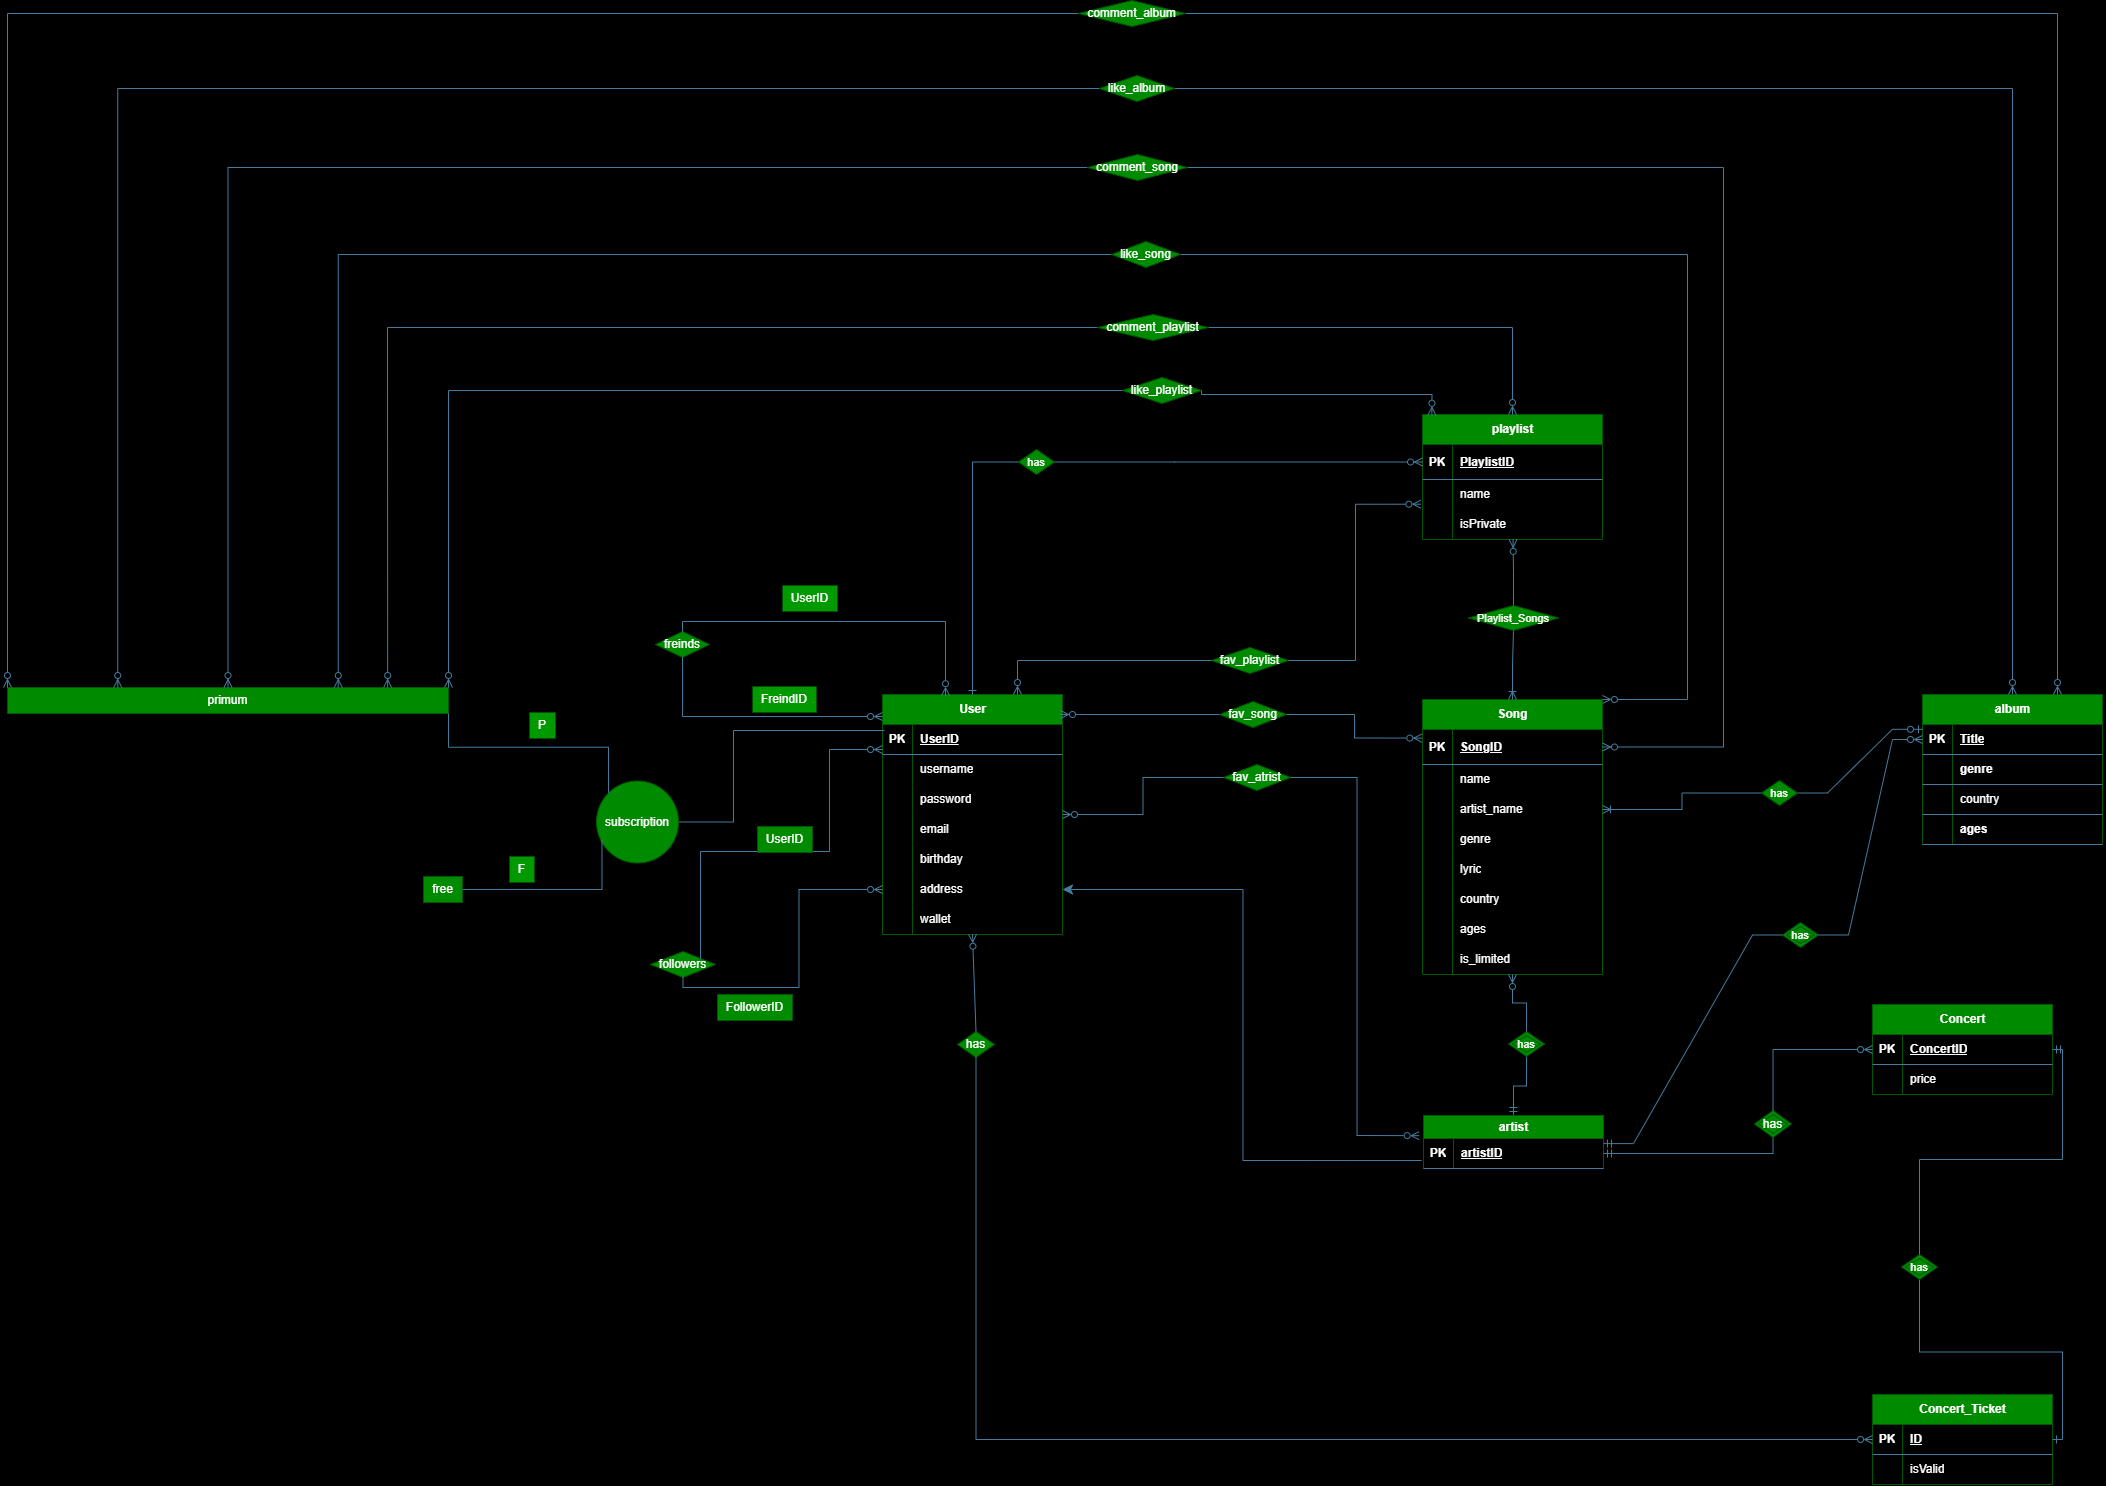 comment_album
like_album
comment_song
like_song
comment_playlist
like_playlist
playlist
has
PK PlaylistID
name
isPrivate
UserID
Playlist_Songs
freinds
fav_playlist
FreindID
primum
P
User
fav_song
Song
album
PK UserID
PK SongID
PK Title
username
fav_atrist
name
genre
password
has
artist_name
country
subscription
email
UserID
genre
ages
birthday
F
lyric
free
address
country
wallet
ages
has
followers
is_limited
FollowerID
Concert
has
has
PK ConcertID
price
artist
has
PK artistID
has
Concert_Ticket
PK ID
isValid